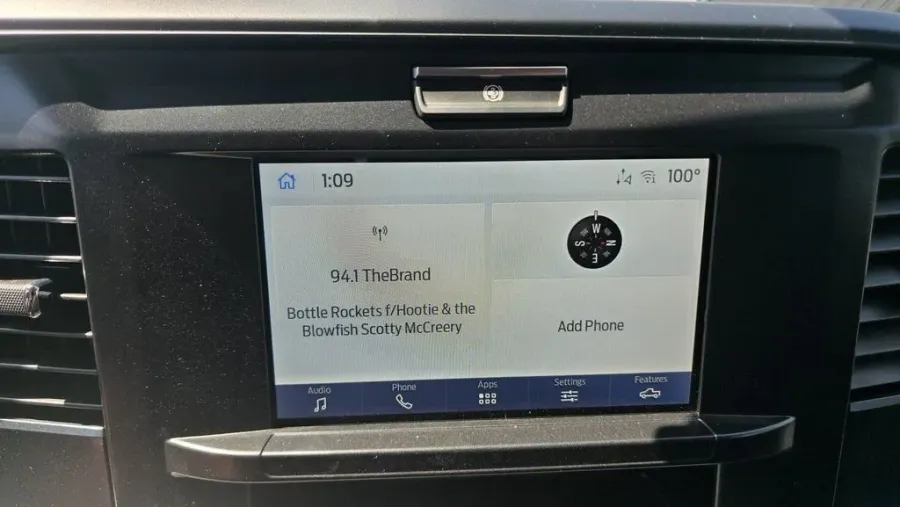 1:09
100°
94.1 TheBrand
Bottle Rockets f/Hootie & the
Blowfish Scotty McCreery
W
S
N
E
Add Phone
Audio
Phone
Apps
Settings
Features